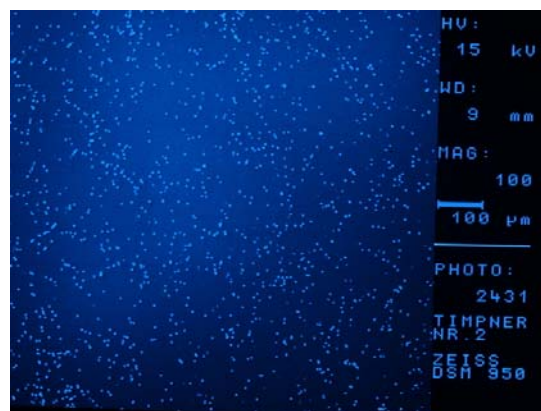 HV:
15 kV
WD:
9 mm
MAG:
100
100 µm
PHOTO:
2431
TIMPNER
NR.2
ZEISS
DSM 950